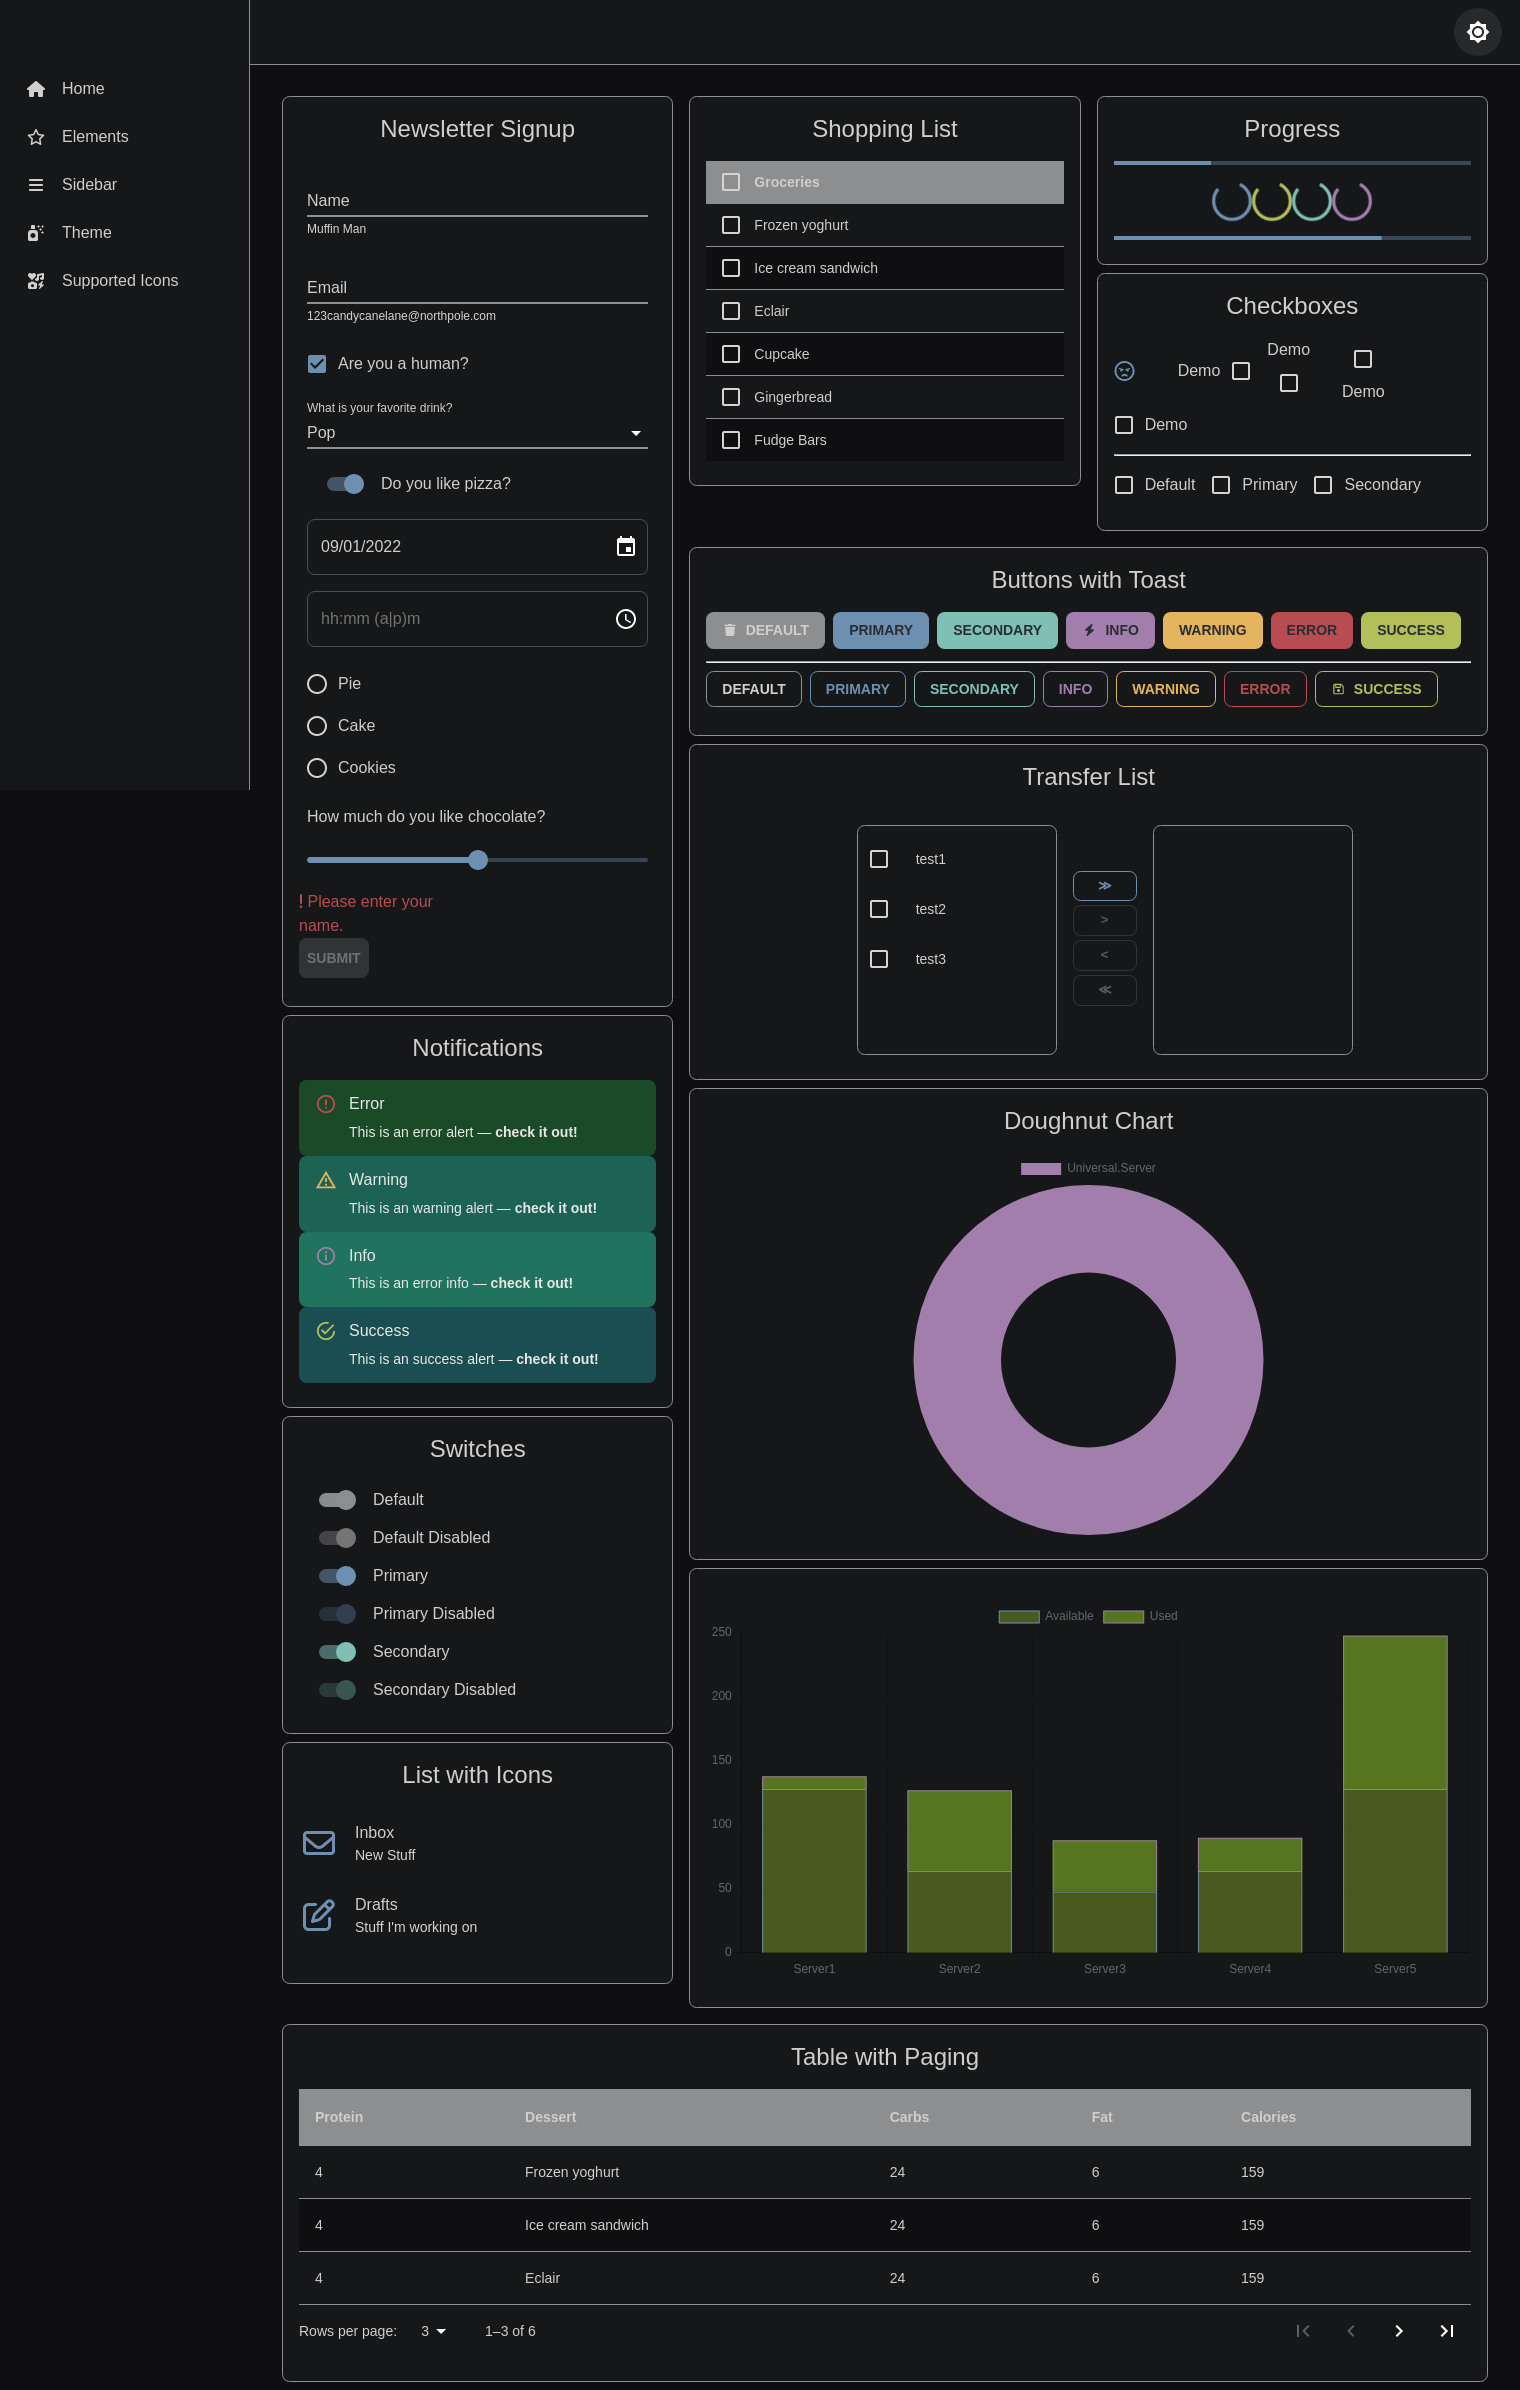 Home
Elements
Sidebar
Theme
Supported Icons
Newsletter Signup
Name
Muffin Man
Email
123candycanelane@northpole.com
Are you a human?
What is your favorite drink?
Pop
Do you like pizza?
09/01/2022
hh:mm (a|p)m
Pie
Cake
Cookies
How much do you like chocolate?
! Please enter your
name.
SUBMIT
Notifications
Error
This is an error alert — check it out!
Warning
This is an warning alert — check it out!
Info
This is an error info — check it out!
Success
This is an success alert — check it out!
Switches
Default
Default Disabled
Primary
Primary Disabled
Secondary
Secondary Disabled
List with Icons
Inbox
New Stuff
Drafts
Stuff I'm working on
Shopping List
Groceries
Frozen yoghurt
Ice cream sandwich
Eclair
Cupcake
Gingerbread
Fudge Bars
Progress
Checkboxes
Demo
Demo
Demo
Demo
Default Primary Secondary
Buttons with Toast
DEFAULT PRIMARY SECONDARY INFO WARNING ERROR SUCCESS
DEFAULT PRIMARY SECONDARY INFO WARNING ERROR SUCCESS
Transfer List
test1
test2
test3
≫
>
<
≪
Doughnut Chart
Universal.Server
Available Used
250
200
150
100
50
0
Server1 Server2 Server3 Server4 Server5
Table with Paging
Protein Dessert Carbs Fat Calories
4 Frozen yoghurt 24 6 159
4 Ice cream sandwich 24 6 159
4 Eclair 24 6 159
Rows per page: 3 1–3 of 6